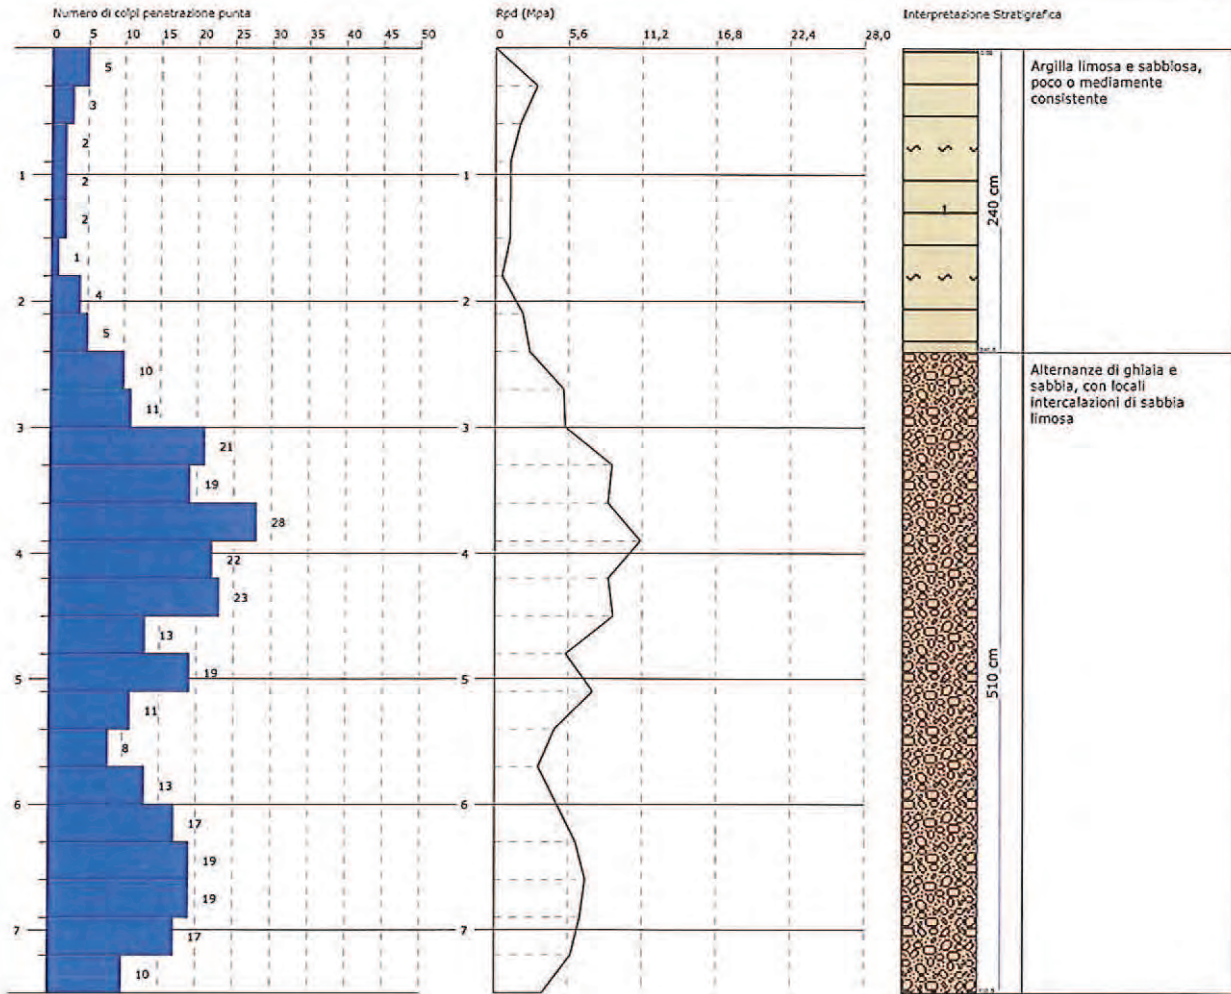 Numero di colpi penetrazione punta
0 5 10 15 20 25 30 35 40 45 50
5
3
2
1
2
2
1
4
2
5
10
11
3
21
19
28
4
22
23
13
19
5
11
8
13
6
17
19
19
7
17
10
Rpd (Mpa)
0 5,6 11,2 16,8 22,4 28,0
1
2
3
4
5
6
7
Interpretazione Stratigrafica
1
240 cm
Argilla limosa e sabbiosa,
poco o mediamente
consistente
510 cm
Alternanze di ghiaia e
sabbia, con locali
intercalazioni di sabbia
limosa